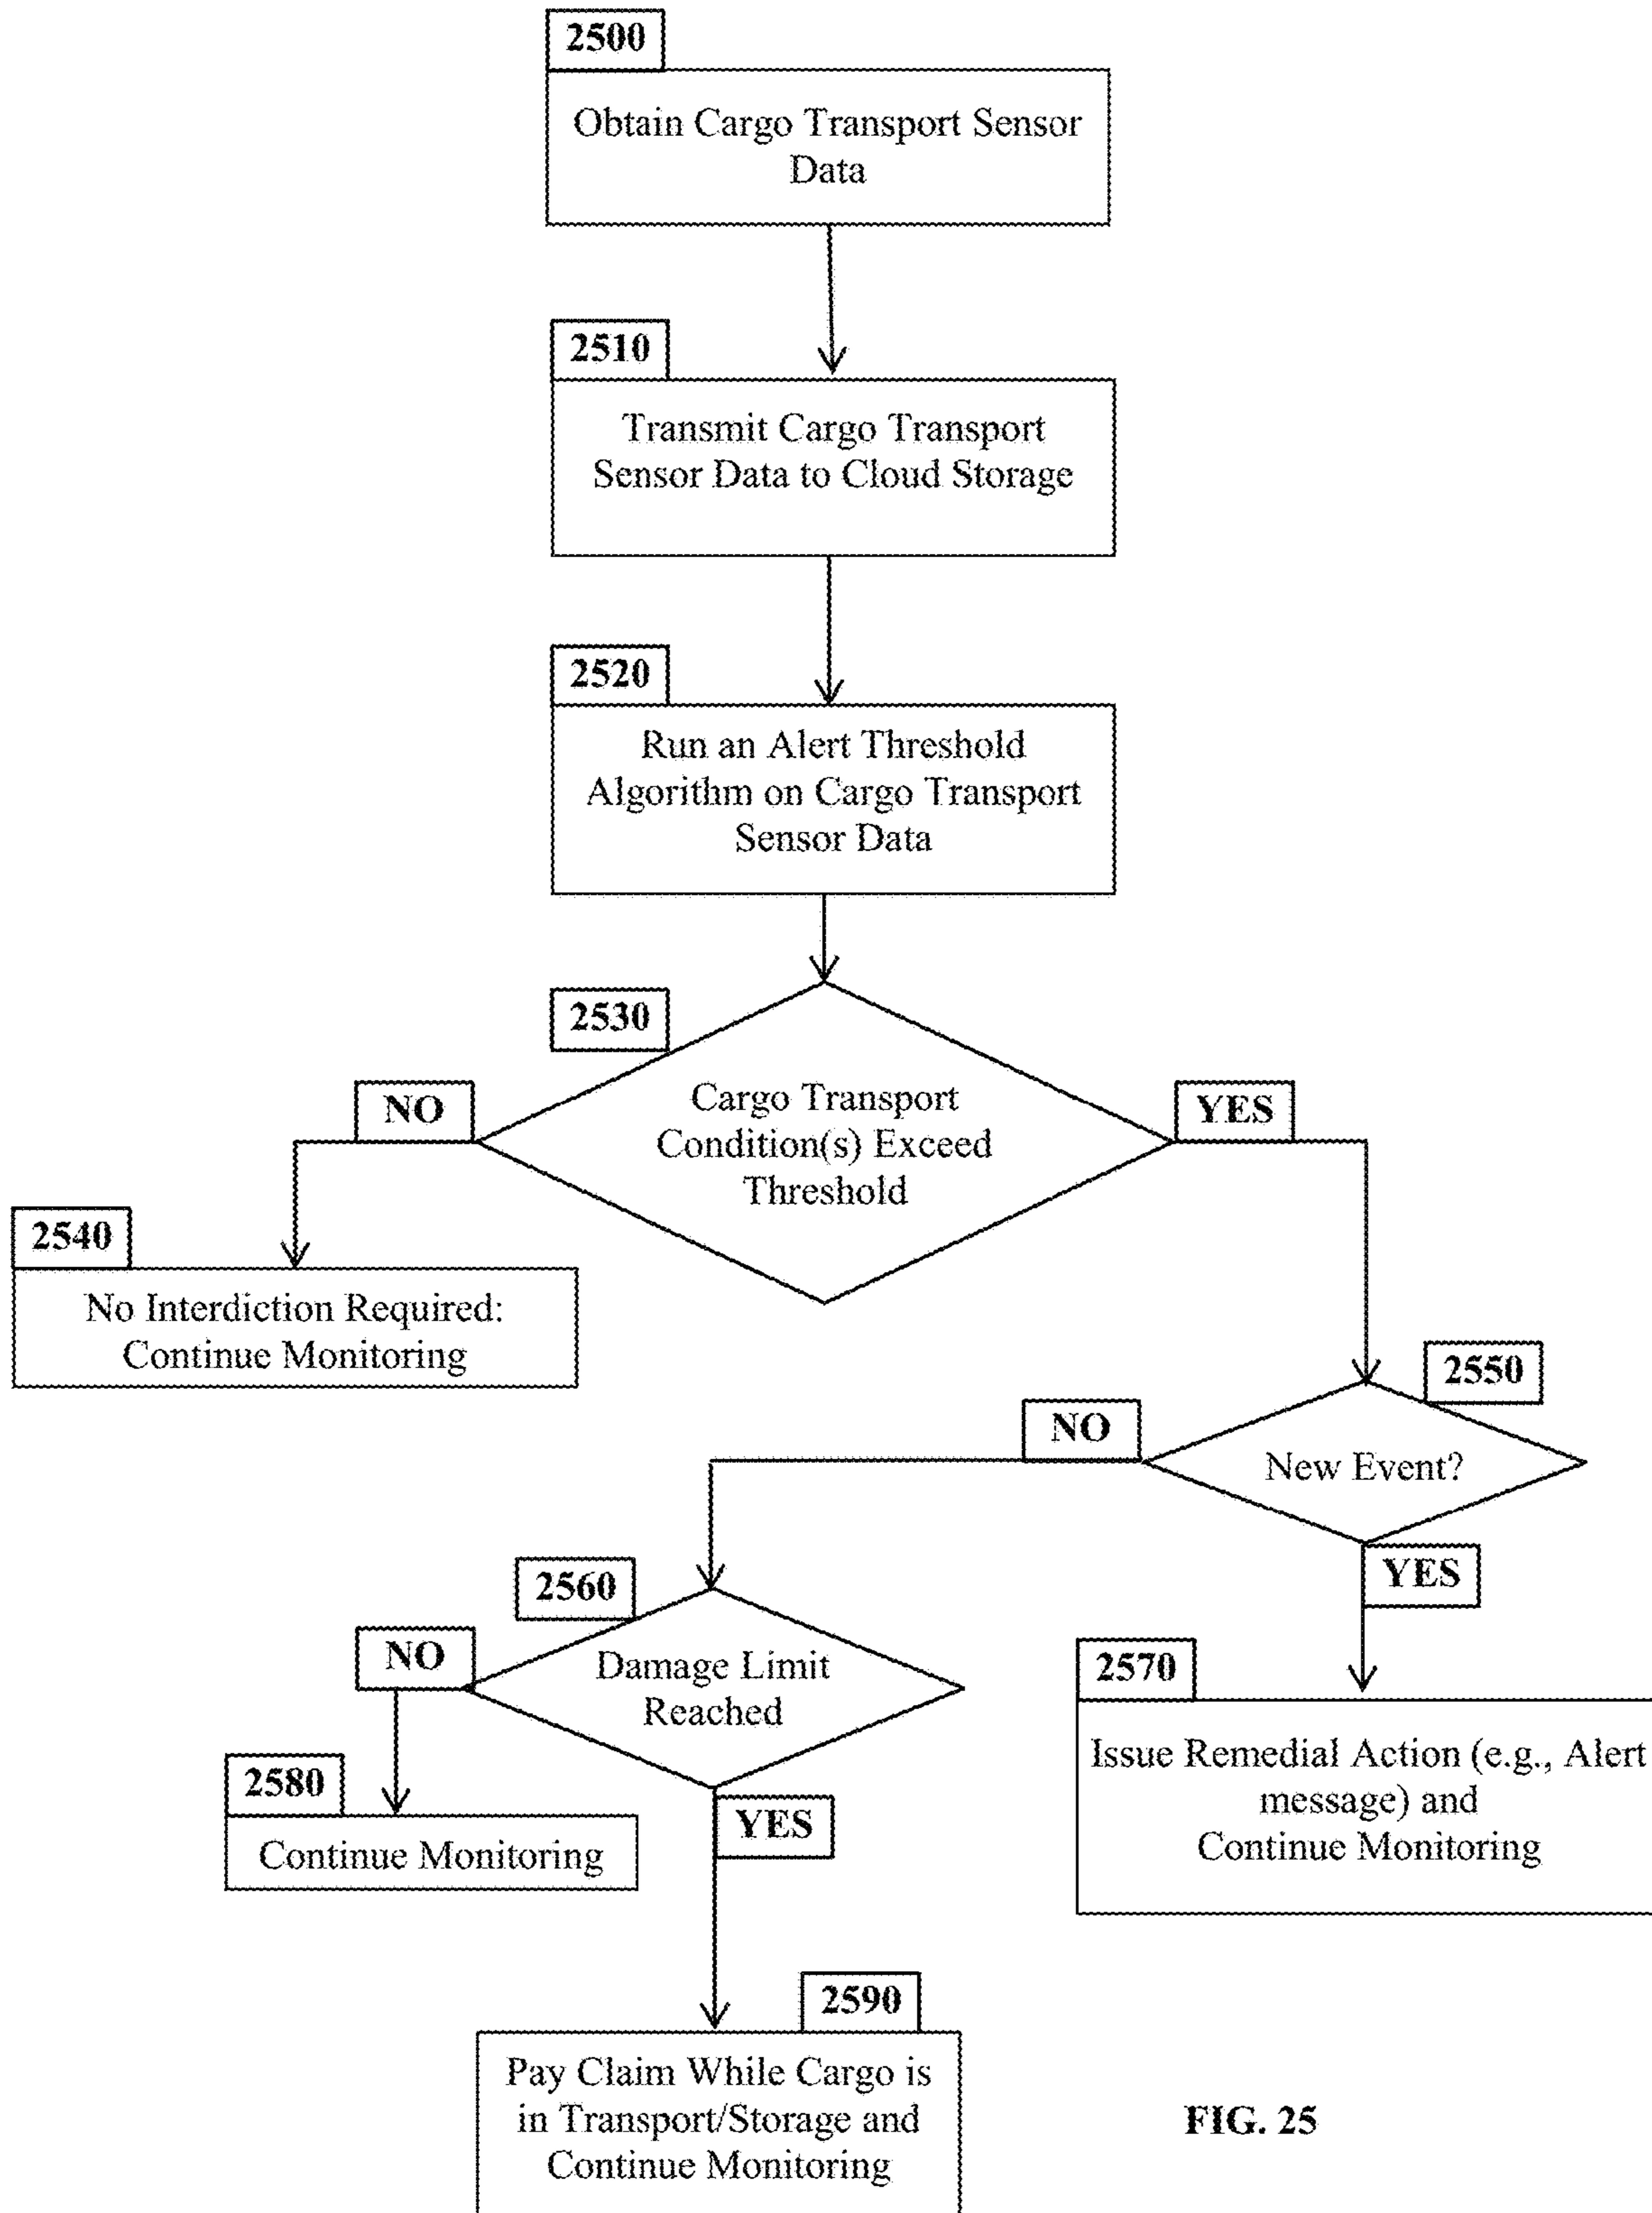 2500
Obtain Cargo Transport Sensor
Data
2510
Transmit Cargo Transport
Sensor Data to Cloud Storage
2520
Run an Alert Threshold
Algorithm on Cargo Transport
Sensor Data
2530
NO
Cargo Transport
Condition(s) Exceed
Threshold
YES
2540
No Interdiction Required:
Continue Monitoring
2550
NO
New Event?
YES
2560
NO
Damage Limit
Reached
2570
Issue Remedial Action (e.g., Alert
message) and
Continue Monitoring
2580
Continue Monitoring
YES
2590
Pay Claim While Cargo is
in Transport/Storage and
Continue Monitoring
FIG. 25